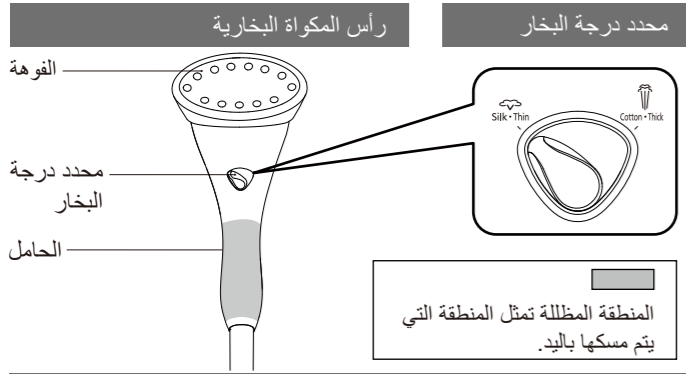 محدد درجة البخار
رأس المكواة البخارية
الفوهة
محدد درجة
البخار
الحامل
Silk・Thin
Cotton・Thick
المنطقة المظللة تمثل المنطقة التي
يتم مسكها باليد.